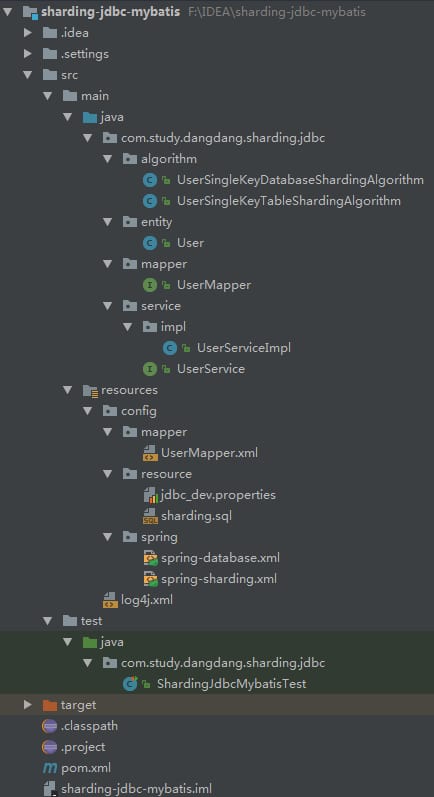 sharding-jdbc-mybatis F:\IDEA\sharding-jdbc-mybatis
.idea
.settings
src
main
java
com.study.dangdang.sharding.jdbc
algorithm
UserSingleKeyDatabaseShardingAlgorithm
UserSingleKeyTableShardingAlgorithm
entity
User
mapper
UserMapper
service
impl
UserServiceImpl
UserService
resources
config
mapper
UserMapper.xml
resource
jdbc_dev.properties
sharding.sql
spring
spring-database.xml
spring-sharding.xml
log4j.xml
test
java
com.study.dangdang.sharding.jdbc
ShardingJdbcMybatisTest
target
.classpath
.project
pom.xml
sharding-jdbc-mybatis.iml